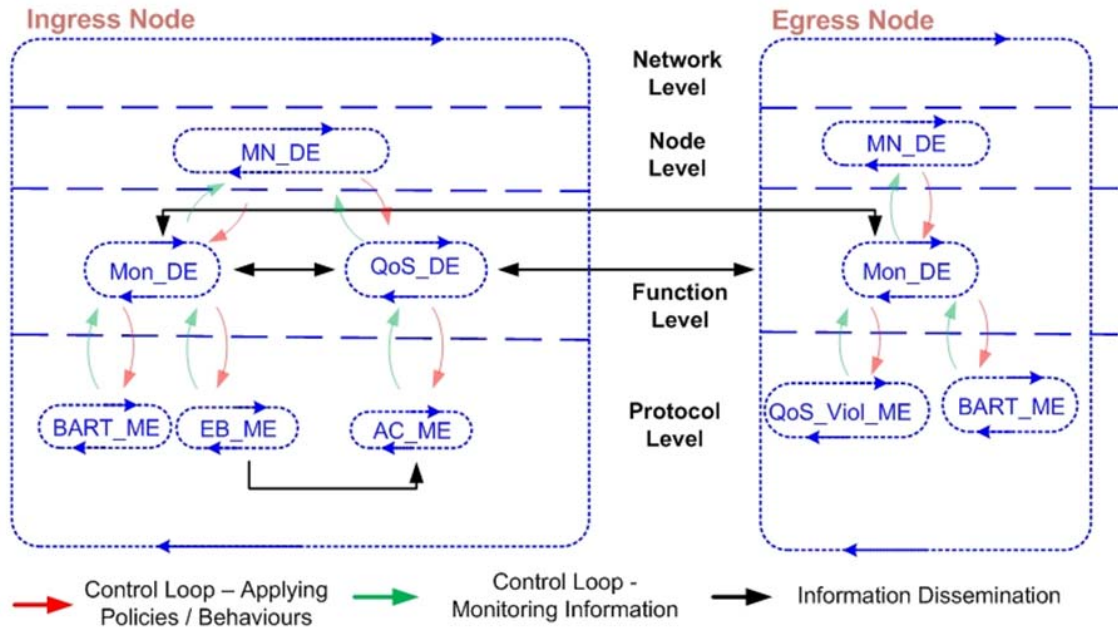 Ingress Node
Egress Node
Network
Level
Node
Level
MN_DE
MN_DE
Mon_DE
QoS_DE
Mon_DE
Function
Level
Protocol
Level
BART_ME
EB_ME
AC_ME
QoS_Viol_ME
BART_ME
Control Loop – Applying
Policies / Behaviours
Control Loop -
Monitoring Information
Information Dissemination